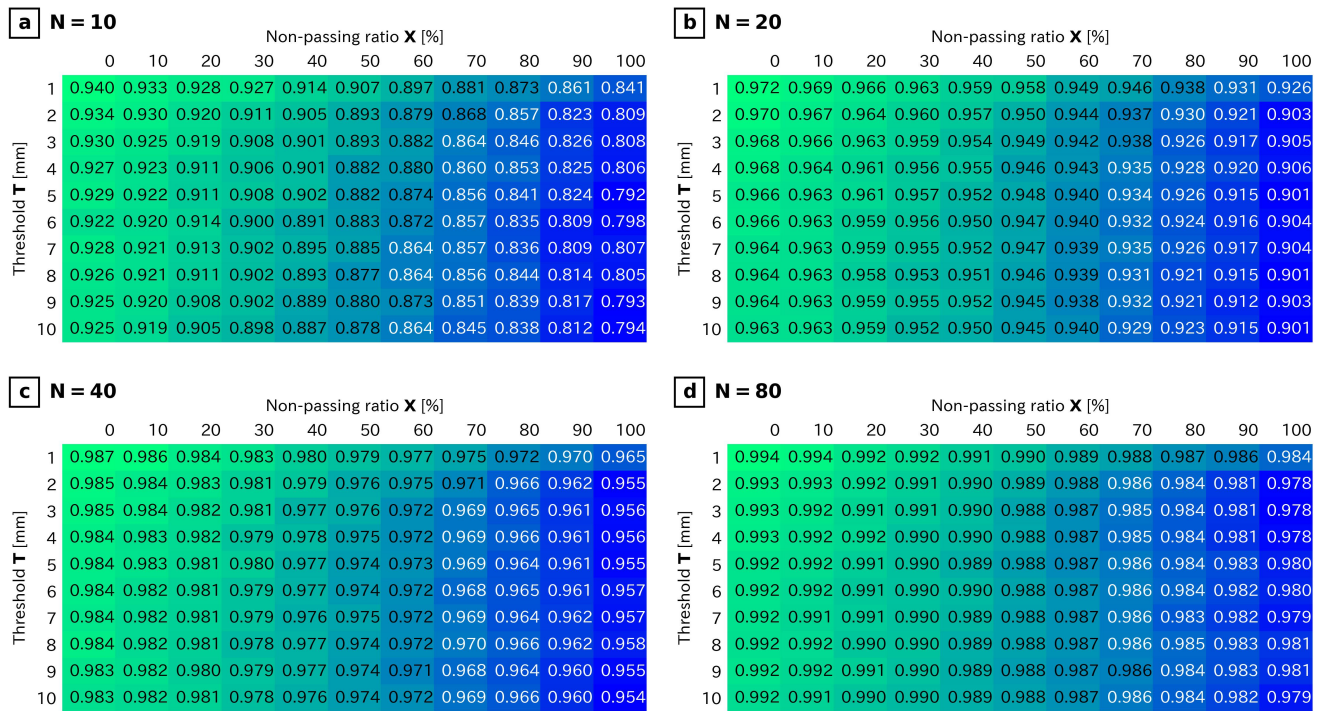 a N = 10
Non-passing ratio X [%]
0 10 20 30 40 50 60 70 80 90 100
Threshold T [mm]
1 0.940 0.933 0.928 0.927 0.914 0.907 0.897 0.881 0.873 0.861 0.841
2 0.934 0.930 0.920 0.911 0.905 0.893 0.879 0.868 0.857 0.823 0.809
3 0.930 0.925 0.919 0.908 0.901 0.893 0.882 0.864 0.846 0.826 0.808
4 0.927 0.923 0.911 0.906 0.901 0.882 0.880 0.860 0.853 0.825 0.806
5 0.929 0.922 0.911 0.908 0.902 0.882 0.874 0.856 0.841 0.824 0.792
6 0.922 0.920 0.914 0.900 0.891 0.883 0.872 0.857 0.835 0.809 0.798
7 0.928 0.921 0.913 0.902 0.895 0.885 0.864 0.857 0.836 0.809 0.807
8 0.926 0.921 0.911 0.902 0.893 0.877 0.864 0.856 0.844 0.814 0.805
9 0.925 0.920 0.908 0.902 0.889 0.880 0.873 0.851 0.839 0.817 0.793
10 0.925 0.919 0.905 0.898 0.887 0.878 0.864 0.845 0.838 0.812 0.794
b N = 20
Non-passing ratio X [%]
0 10 20 30 40 50 60 70 80 90 100
Threshold T [mm]
1 0.972 0.969 0.966 0.963 0.959 0.958 0.949 0.946 0.938 0.931 0.926
2 0.970 0.967 0.964 0.960 0.957 0.950 0.944 0.937 0.930 0.921 0.903
3 0.968 0.966 0.963 0.959 0.954 0.949 0.942 0.938 0.926 0.917 0.905
4 0.968 0.964 0.961 0.956 0.955 0.946 0.943 0.935 0.928 0.920 0.906
5 0.966 0.963 0.961 0.957 0.952 0.948 0.940 0.934 0.926 0.915 0.901
6 0.966 0.963 0.959 0.956 0.950 0.947 0.940 0.932 0.924 0.916 0.904
7 0.964 0.963 0.959 0.955 0.952 0.947 0.939 0.935 0.926 0.917 0.904
8 0.964 0.963 0.958 0.953 0.951 0.946 0.939 0.931 0.921 0.915 0.901
9 0.964 0.963 0.959 0.955 0.952 0.945 0.938 0.932 0.921 0.912 0.903
10 0.963 0.963 0.959 0.952 0.950 0.945 0.940 0.929 0.923 0.915 0.901
c N = 40
Non-passing ratio X [%]
0 10 20 30 40 50 60 70 80 90 100
Threshold T [mm]
1 0.987 0.986 0.984 0.983 0.980 0.979 0.977 0.975 0.972 0.970 0.965
2 0.985 0.984 0.983 0.981 0.979 0.976 0.975 0.971 0.966 0.962 0.955
3 0.985 0.984 0.982 0.981 0.977 0.976 0.972 0.969 0.965 0.961 0.956
4 0.984 0.983 0.982 0.979 0.978 0.975 0.972 0.969 0.966 0.961 0.956
5 0.984 0.983 0.981 0.980 0.977 0.974 0.973 0.969 0.964 0.961 0.955
6 0.984 0.982 0.981 0.979 0.977 0.974 0.972 0.968 0.965 0.961 0.957
7 0.984 0.982 0.981 0.979 0.976 0.975 0.972 0.969 0.964 0.962 0.957
8 0.984 0.982 0.981 0.978 0.977 0.974 0.972 0.970 0.966 0.962 0.958
9 0.983 0.982 0.980 0.979 0.977 0.974 0.971 0.968 0.964 0.960 0.955
10 0.983 0.982 0.981 0.978 0.976 0.974 0.972 0.969 0.966 0.960 0.954
d N = 80
Non-passing ratio X [%]
0 10 20 30 40 50 60 70 80 90 100
Threshold T [mm]
1 0.994 0.994 0.992 0.992 0.991 0.990 0.989 0.988 0.987 0.986 0.984
2 0.993 0.993 0.992 0.991 0.990 0.989 0.988 0.986 0.984 0.981 0.978
3 0.993 0.992 0.991 0.991 0.990 0.988 0.987 0.985 0.984 0.981 0.978
4 0.993 0.992 0.992 0.990 0.990 0.988 0.987 0.985 0.984 0.981 0.978
5 0.992 0.992 0.991 0.990 0.989 0.988 0.987 0.986 0.984 0.983 0.980
6 0.992 0.992 0.991 0.990 0.990 0.988 0.987 0.986 0.984 0.982 0.980
7 0.992 0.991 0.991 0.990 0.989 0.988 0.987 0.986 0.983 0.982 0.979
8 0.992 0.992 0.990 0.990 0.989 0.988 0.987 0.986 0.985 0.983 0.981
9 0.992 0.992 0.991 0.990 0.989 0.988 0.987 0.986 0.984 0.983 0.981
10 0.992 0.991 0.990 0.990 0.989 0.988 0.987 0.986 0.984 0.982 0.979